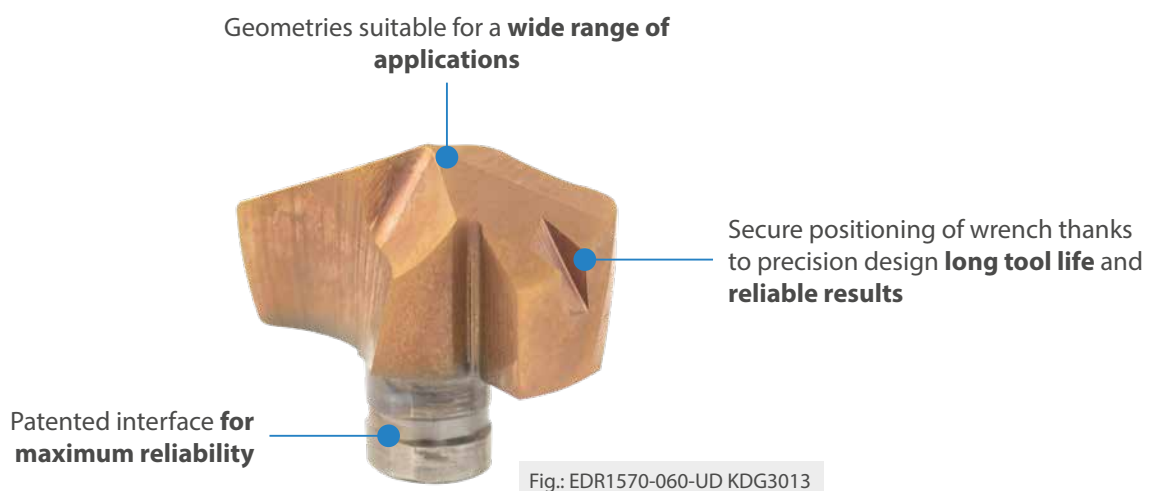 Geometries suitable for a wide range of
applications
Secure positioning of wrench thanks
to precision design long tool life and
reliable results
Patented interface for
maximum reliability
Fig.: EDR1570-060-UD KDG3013